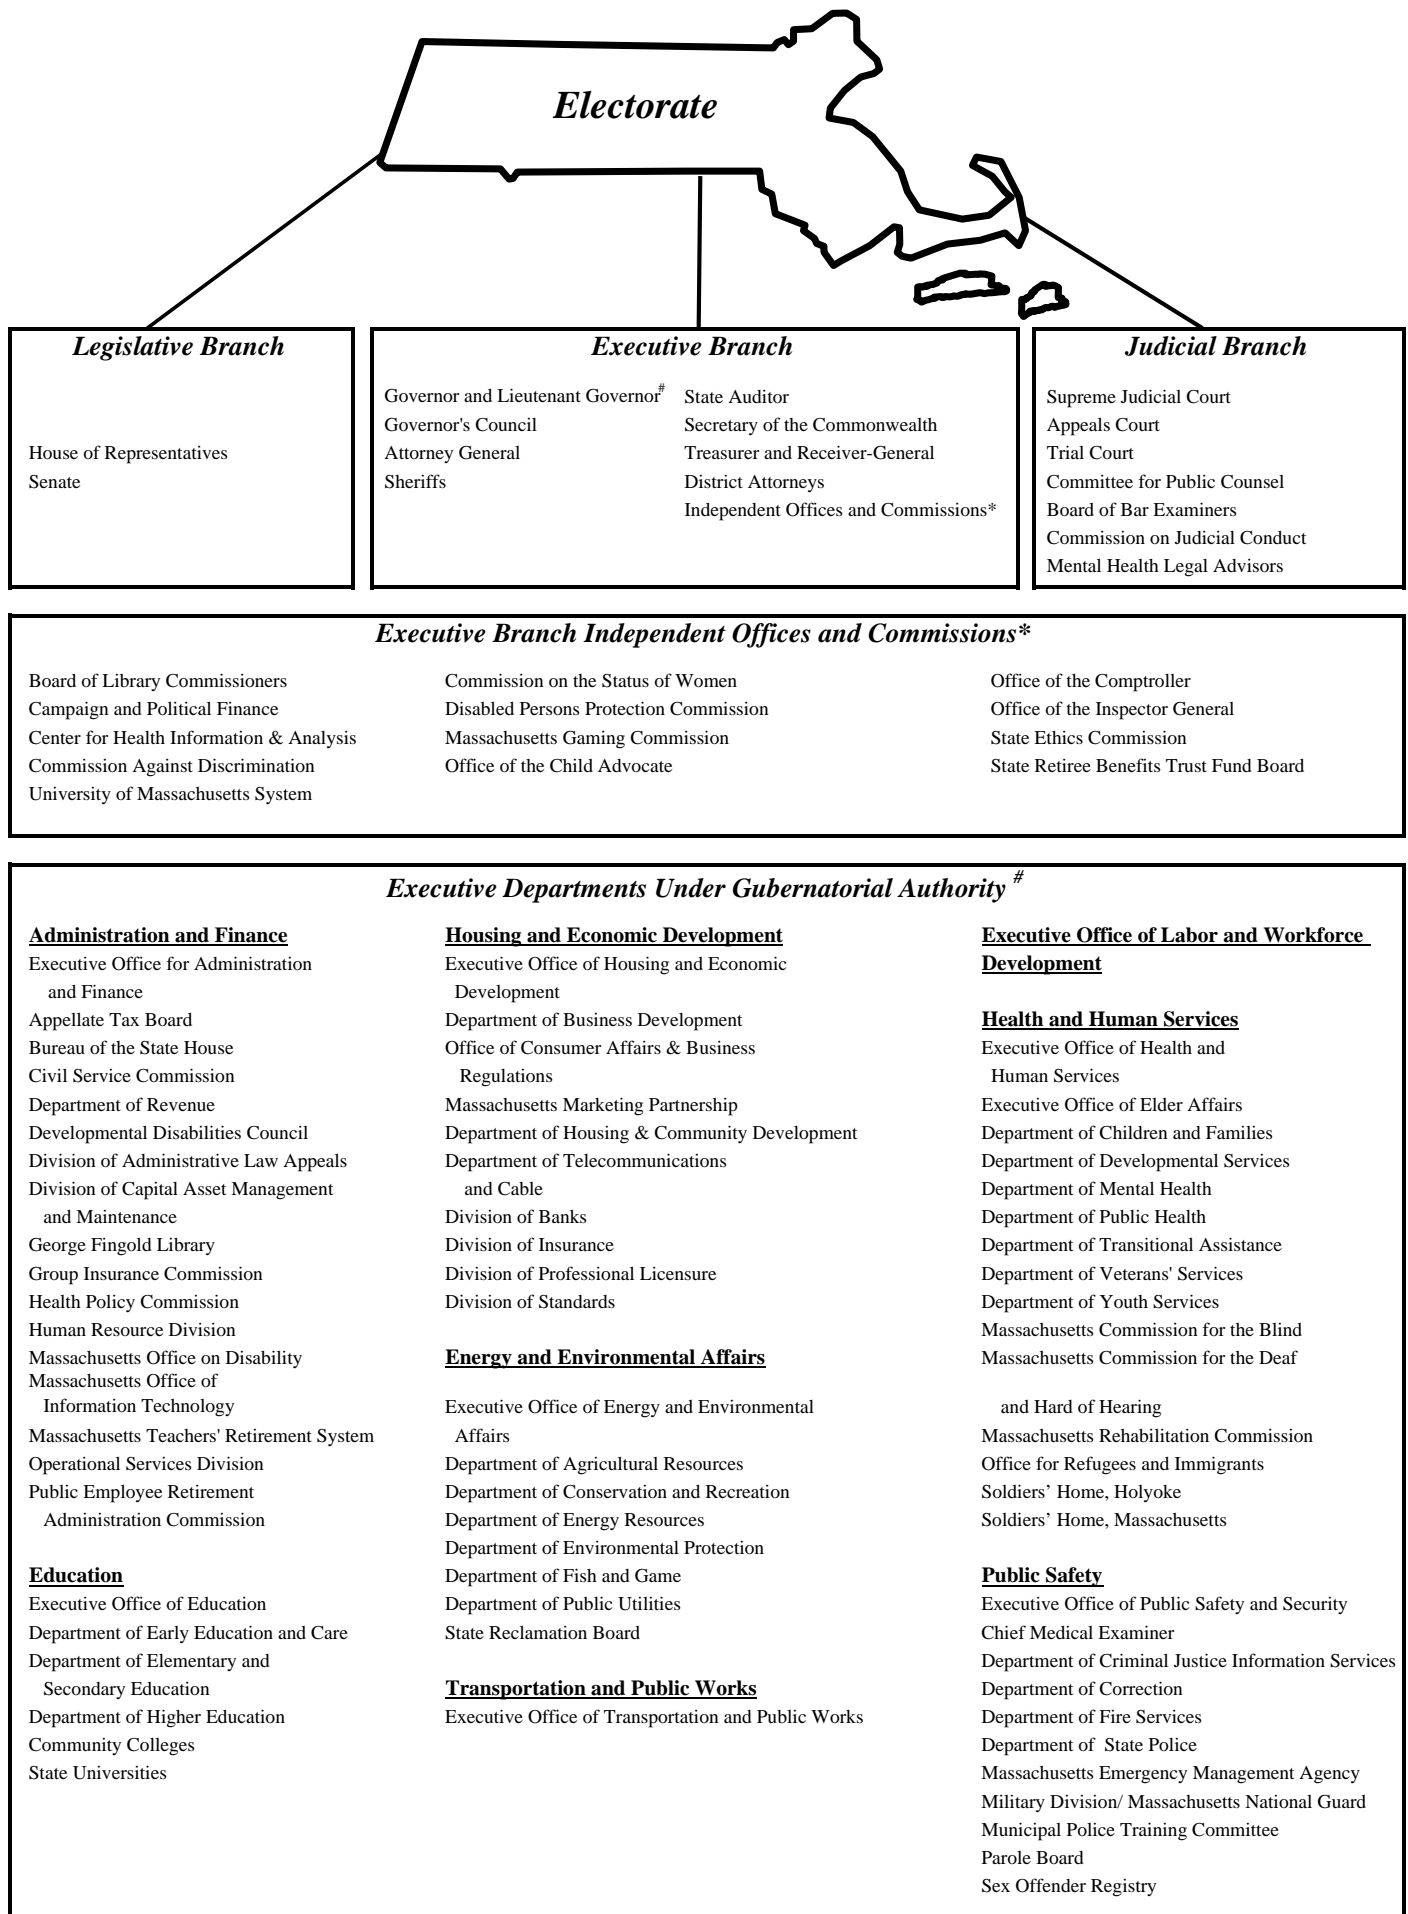 Electorate
Legislative Branch
House of Representatives
Senate
Executive Branch
Governor and Lieutenant Governor#
Governor's Council
Attorney General
Sheriffs
State Auditor
Secretary of the Commonwealth
Treasurer and Receiver-General
District Attorneys
Independent Offices and Commissions*
Judicial Branch
Supreme Judicial Court
Appeals Court
Trial Court
Committee for Public Counsel
Board of Bar Examiners
Commission on Judicial Conduct
Mental Health Legal Advisors
Executive Branch Independent Offices and Commissions*
Board of Library Commissioners
Campaign and Political Finance
Center for Health Information & Analysis
Commission Against Discrimination
University of Massachusetts System
Commission on the Status of Women
Disabled Persons Protection Commission
Massachusetts Gaming Commission
Office of the Child Advocate
Office of the Comptroller
Office of the Inspector General
State Ethics Commission
State Retiree Benefits Trust Fund Board
Executive Departments Under Gubernatorial Authority #
Administration and Finance
Executive Office for Administration
and Finance
Appellate Tax Board
Bureau of the State House
Civil Service Commission
Department of Revenue
Developmental Disabilities Council
Division of Administrative Law Appeals
Division of Capital Asset Management
and Maintenance
George Fingold Library
Group Insurance Commission
Health Policy Commission
Human Resource Division
Massachusetts Office on Disability
Massachusetts Office of
Information Technology
Massachusetts Teachers' Retirement System
Operational Services Division
Public Employee Retirement
Administration Commission
Education
Executive Office of Education
Department of Early Education and Care
Department of Elementary and
Secondary Education
Department of Higher Education
Community Colleges
State Universities
Housing and Economic Development
Executive Office of Housing and Economic
Development
Department of Business Development
Office of Consumer Affairs & Business
Regulations
Massachusetts Marketing Partnership
Department of Housing & Community Development
Department of Telecommunications
and Cable
Division of Banks
Division of Insurance
Division of Professional Licensure
Division of Standards
Energy and Environmental Affairs
Executive Office of Energy and Environmental
Affairs
Department of Agricultural Resources
Department of Conservation and Recreation
Department of Energy Resources
Department of Environmental Protection
Department of Fish and Game
Department of Public Utilities
State Reclamation Board
Transportation and Public Works
Executive Office of Transportation and Public Works
Executive Office of Labor and Workforce
Development
Health and Human Services
Executive Office of Health and
Human Services
Executive Office of Elder Affairs
Department of Children and Families
Department of Developmental Services
Department of Mental Health
Department of Public Health
Department of Transitional Assistance
Department of Veterans' Services
Department of Youth Services
Massachusetts Commission for the Blind
Massachusetts Commission for the Deaf
and Hard of Hearing
Massachusetts Rehabilitation Commission
Office for Refugees and Immigrants
Soldiers’ Home, Holyoke
Soldiers’ Home, Massachusetts
Public Safety
Executive Office of Public Safety and Security
Chief Medical Examiner
Department of Criminal Justice Information Services
Department of Correction
Department of Fire Services
Department of  State Police
Massachusetts Emergency Management Agency
Military Division/ Massachusetts National Guard
Municipal Police Training Committee
Parole Board
Sex Offender Registry